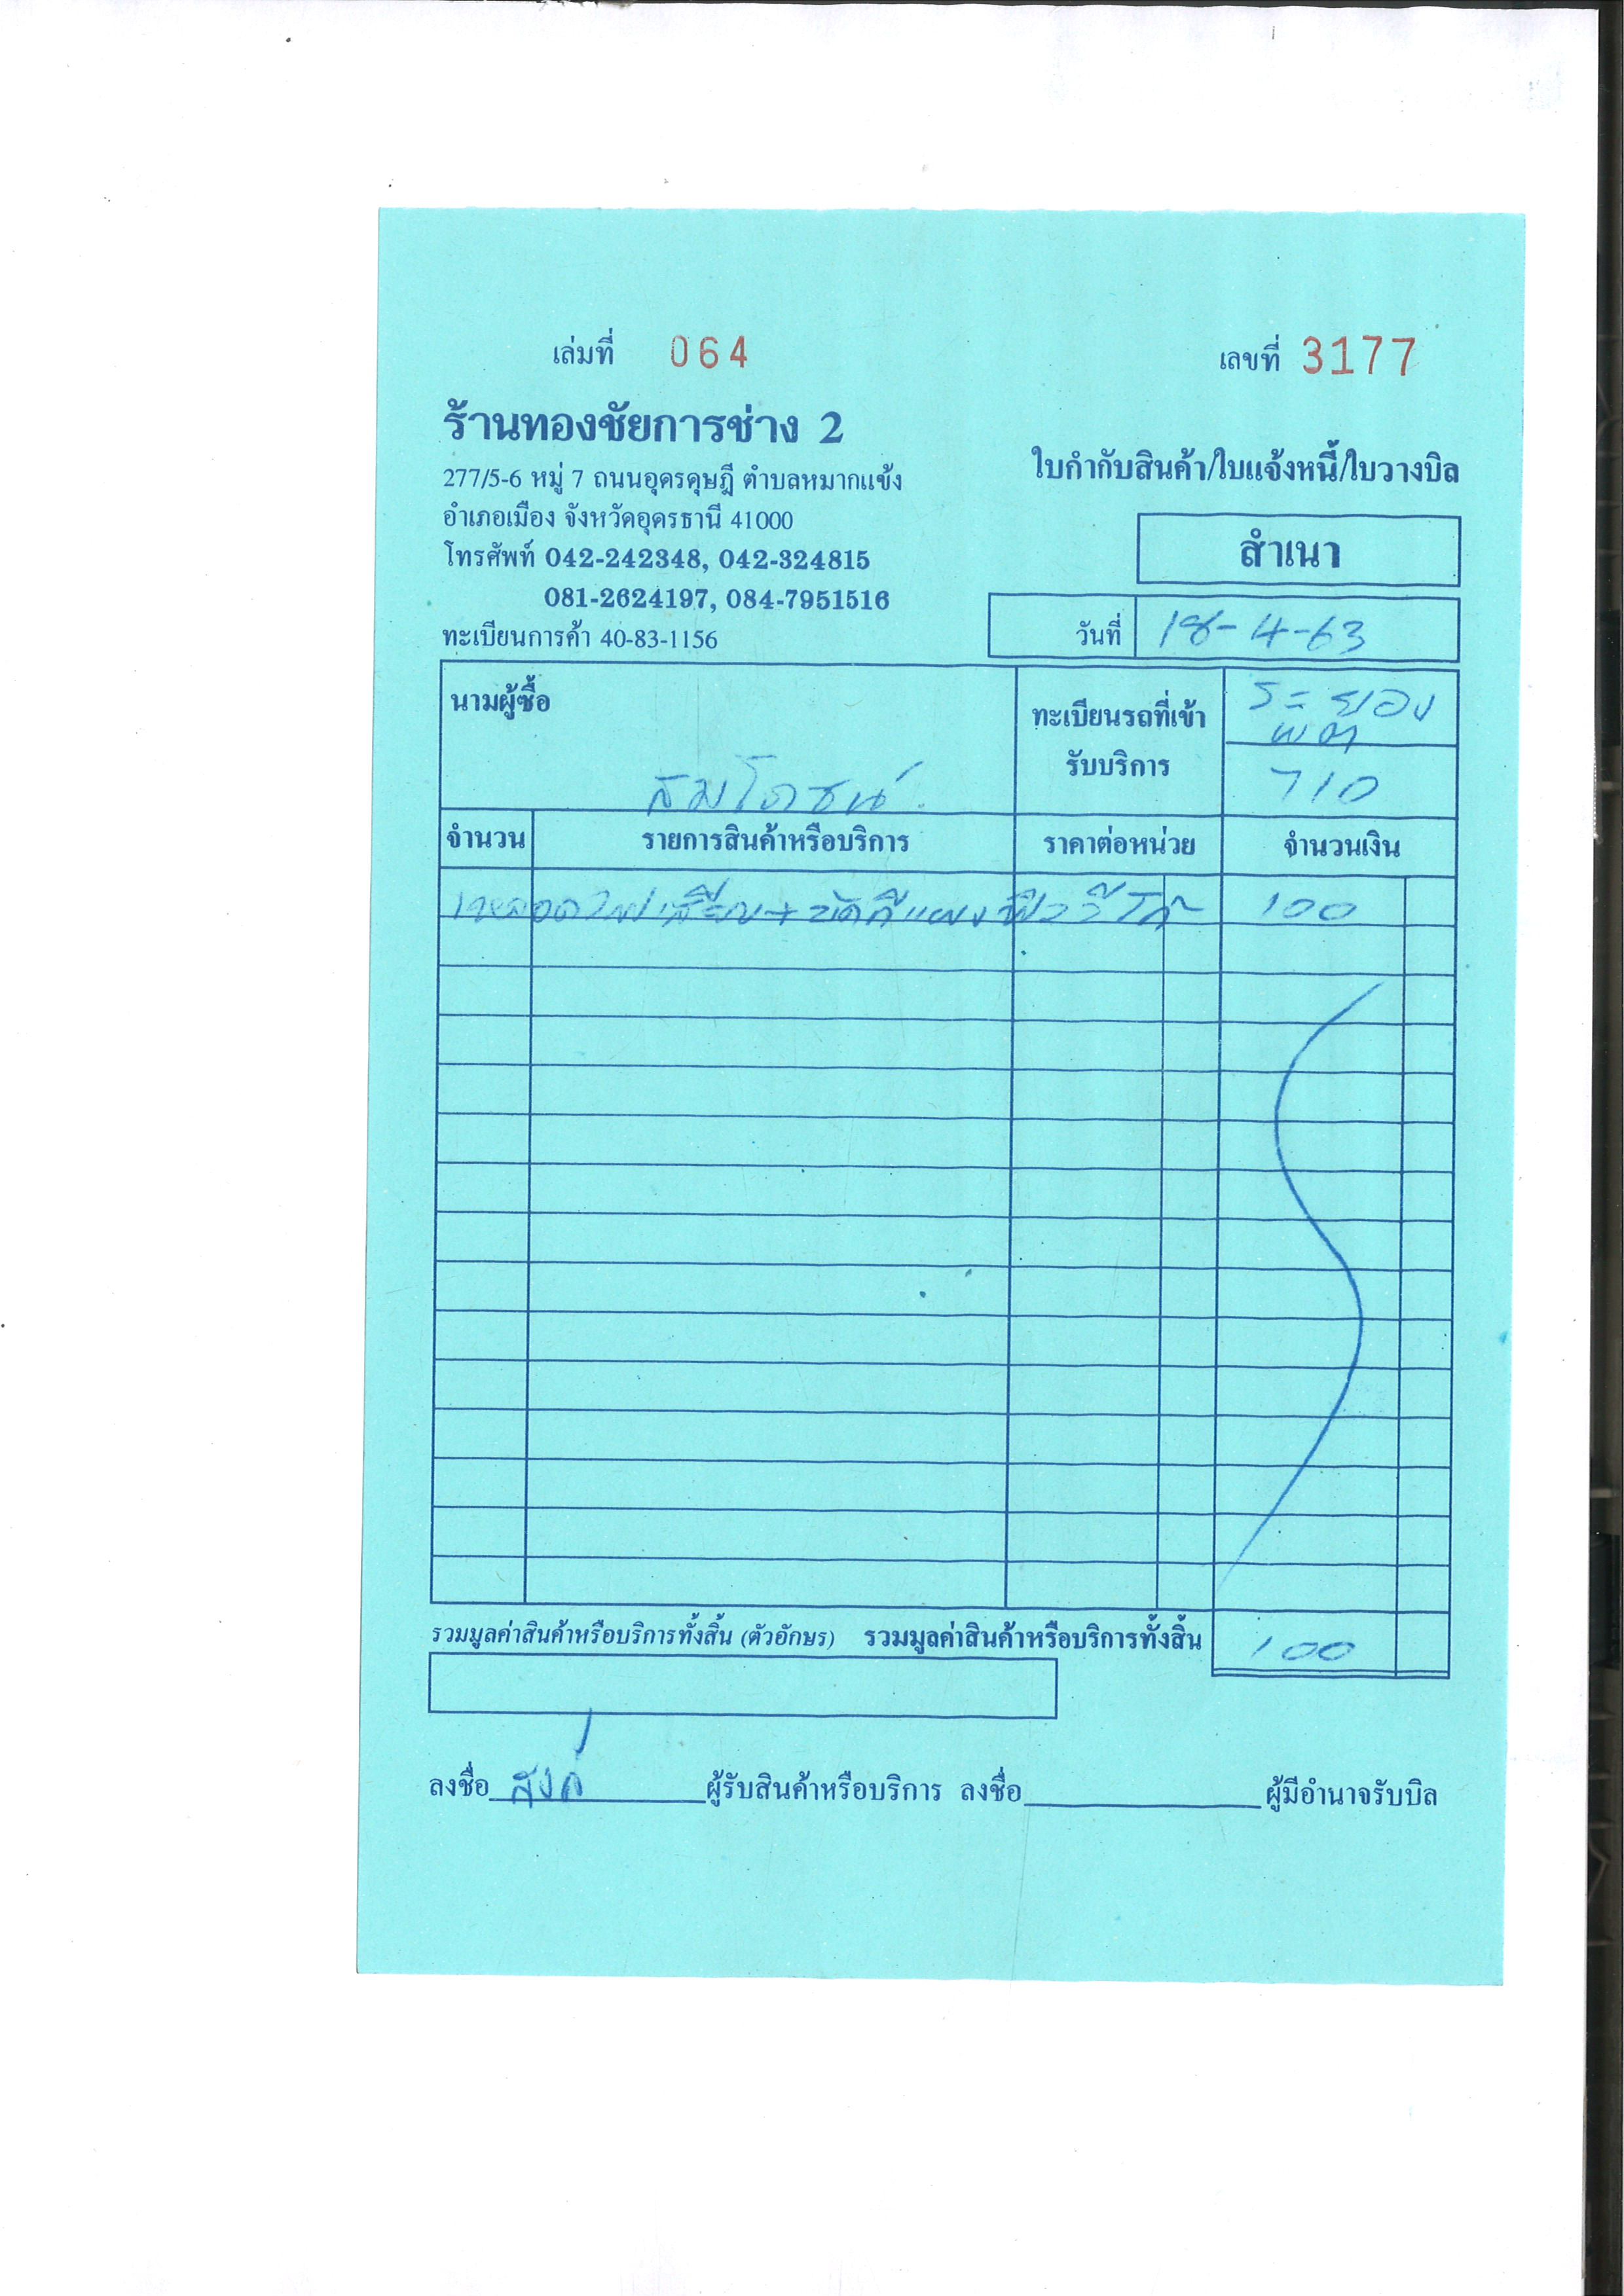 เล่มที่ 064 เลขที่ 3177
ร้านทองชัยการช่าง 2
277/5-6 หมู่ 7 ถนนอุดรดุษฎี ตำบลหมากแข้ง
อำเภอเมือง จังหวัดอุดรธานี 41000
โทรศัพท์ 042-242348, 042-324815
081-2624197, 084-7951516
ทะเบียนการค้า 40-83-1156
ใบกำกับสินค้า/ใบแจ้งหนี้/ใบวางบิล
สำเนา
วันที่ 18-4-63
นามผู้ซื้อ
ทะเบียนรถที่เข้า
รับบริการ
ระยอง
710
จำนวน รายการสินค้าหรือบริการ ราคาต่อหน่วย จำนวนเงิน
100
รวมมูลค่าสินค้าหรือบริการทั้งสิ้น (ตัวอักษร) รวมมูลค่าสินค้าหรือบริการทั้งสิ้น 100
ลงชื่อ ผู้รับสินค้าหรือบริการ ลงชื่อ ผู้มีอำนาจรับบิล